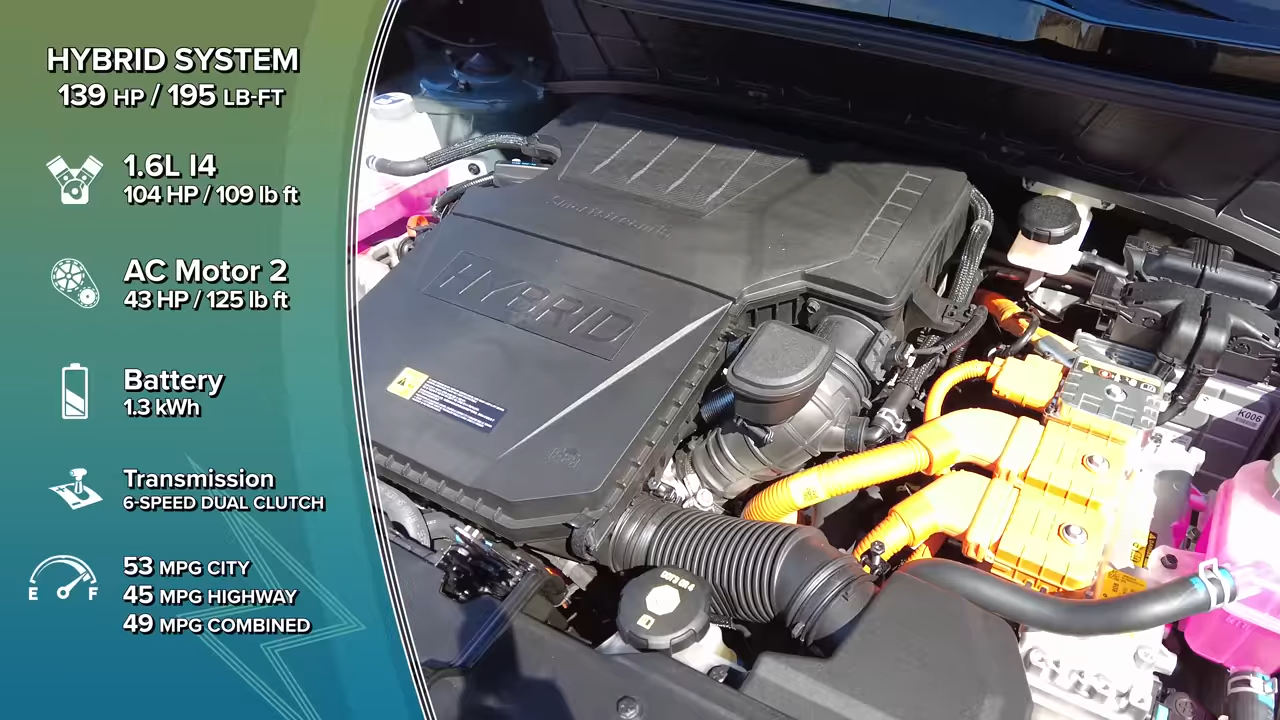 HYBRID SYSTEM
139 HP / 195 LB-FT
1.6L I4
104 HP / 109 lb ft
AC Motor 2
43 HP / 125 lb ft
Battery
1.3 kWh
Transmission
6-SPEED DUAL CLUTCH
E F
53 MPG CITY
45 MPG HIGHWAY
49 MPG COMBINED
HYBRID
K006